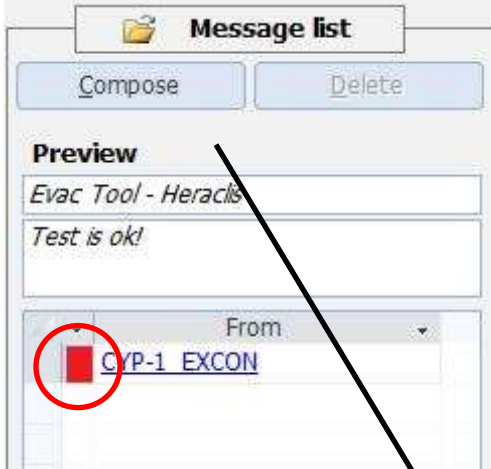 Message list
Compose Delete
Preview
Evac Tool - Heraclis
Test is ok!
From
CYP-1 EXCON